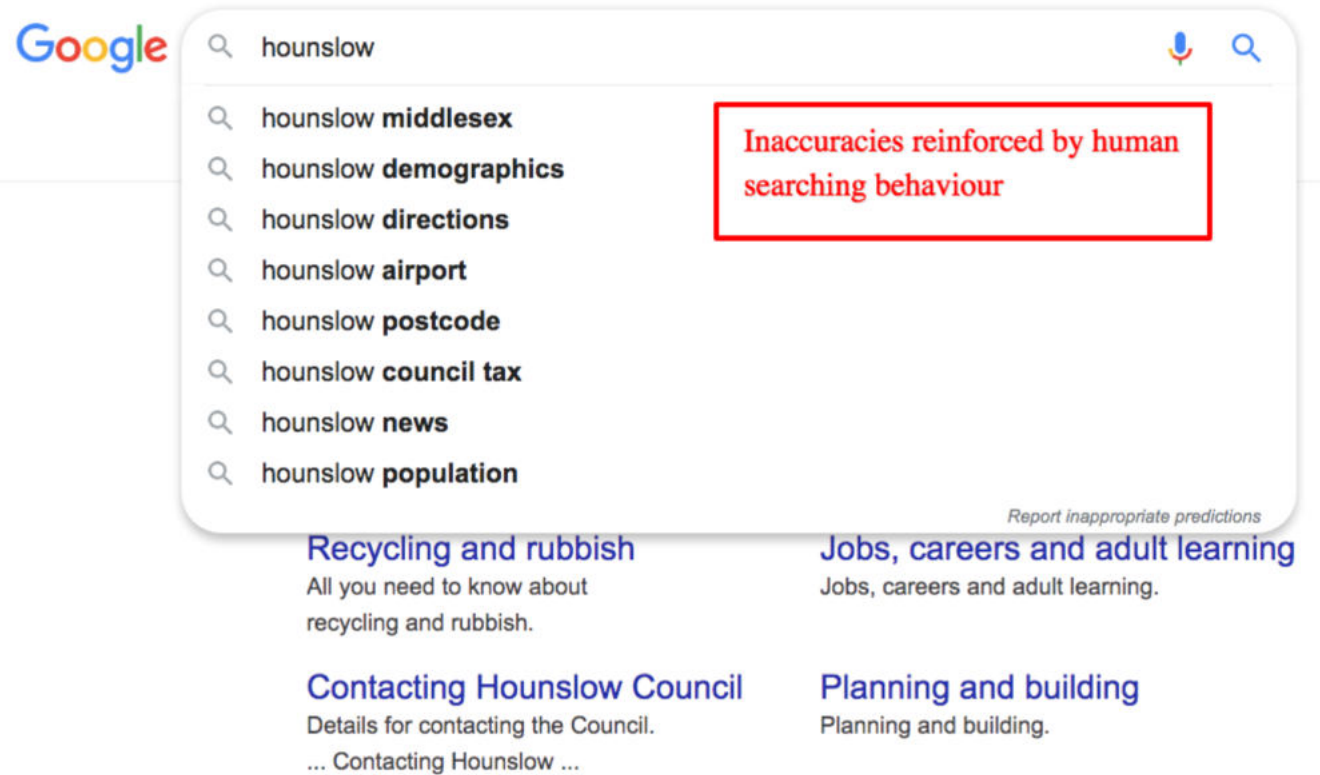 Google
hounslow
hounslow middlesex
hounslow demographics
hounslow directions
hounslow airport
hounslow postcode
hounslow council tax
hounslow news
hounslow population
Inaccuracies reinforced by human
searching behaviour
Report inappropriate predictions
Recycling and rubbish
All you need to know about
recycling and rubbish.
Jobs, careers and adult learning
Jobs, careers and adult learning.
Contacting Hounslow Council
Details for contacting the Council.
... Contacting Hounslow ...
Planning and building
Planning and building.